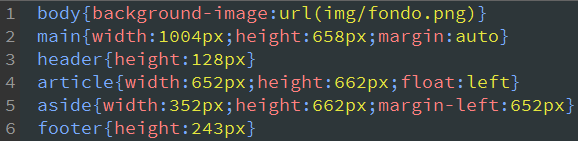 1 body{background-image:url(img/fondo.png)}
2 main{width:1004px;height:658px;margin:auto}
3 header{height:128px}
4 article{width:652px;height:662px;float:left}
5 aside{width:352px;height:662px;margin-left:652px}
6 footer{height:243px}